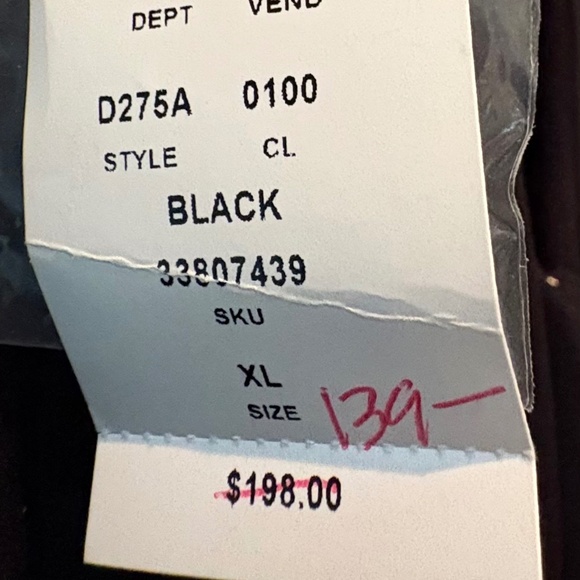 DEPT VEND
D275A 0100
STYLE CL
BLACK
33807439
SKU
XL
SIZE 139-
$198.00